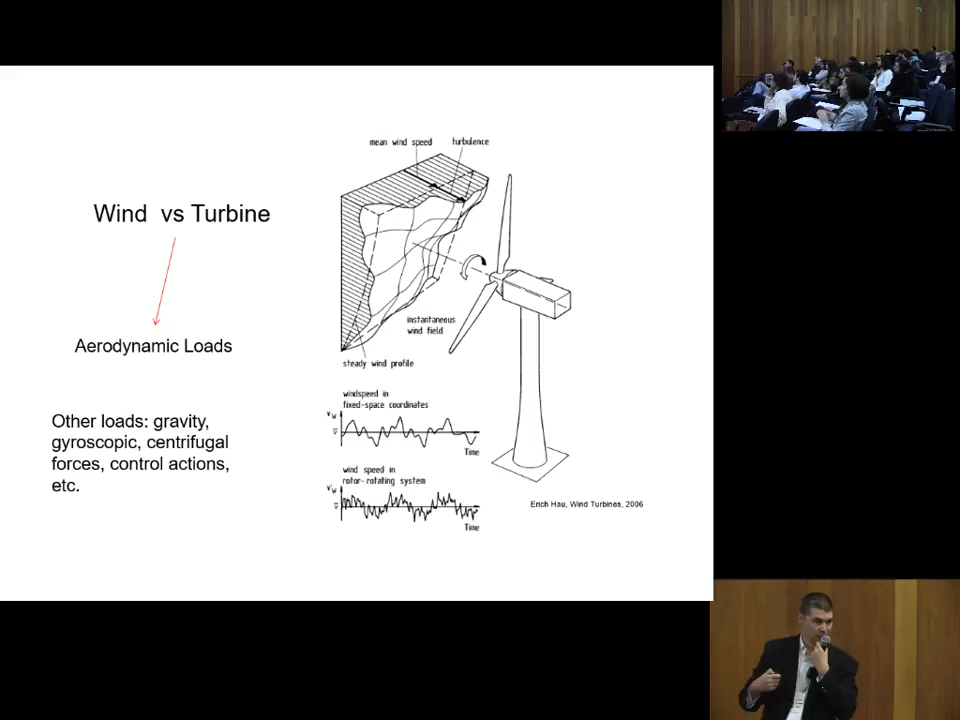 mean wind speed
turbulence
Wind vs Turbine
instantaneous
wind field
Aerodynamic Loads
steady wind profile
windspeed in
fixed-space coordinates
Other loads: gravity,
gyroscopic, centrifugal
forces, control actions,
etc.
Time
wind speed in
rotor-rotating system
Erich Hau, Wind Turbines, 2006
Time